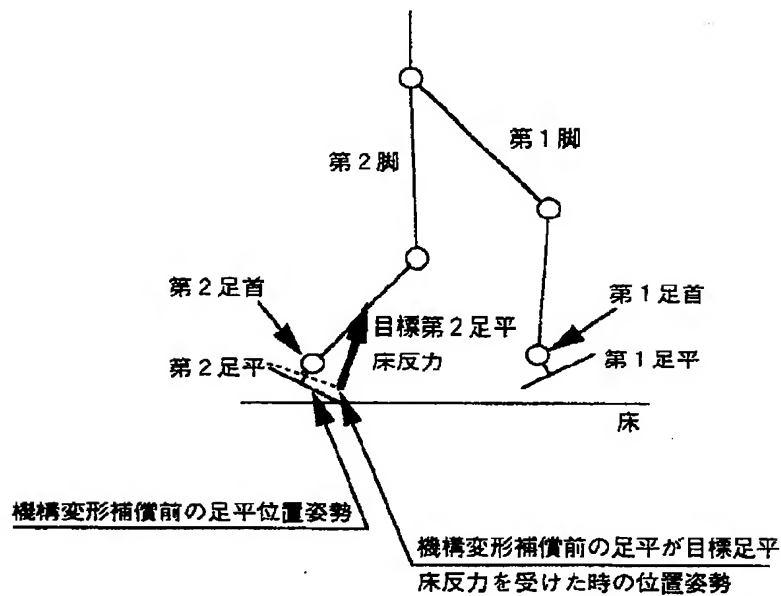 第1脚
第2脚
第2足首
第1足首
目標第2足平
床反力
第2足平
第1足平
床
機構変形補償前の足平位置姿勢
機構変形補償前の足平が目標足平
床反力を受けた時の位置姿勢